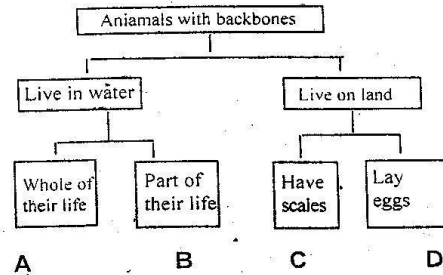 Aniamals with backbones
Live in water
Live on land
Whole of
their life
Part of
their life
Have
scales
Lay
eggs
A B C D